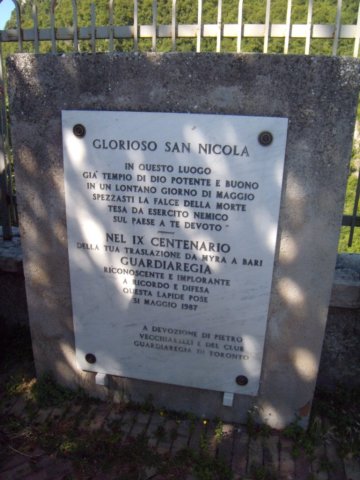 GLORIOSO SAN NICOLA
IN QUESTO LUOGO
GIA' TEMPIO DI DIO POTENTE E BUONO
IN UN LONTANO GIORNO DI MAGGIO
SPEZZASTI LA FALCE DELLA MORTE
TESA DA ESERCITO NEMICO
SUL PAESE A TE DEVOTO
NEL IX CENTENARIO
DELLA TUA TRASLAZIONE DA MYRA A BARI
GUARDIAREGIA
RICONOSCENTE E IMPLORANTE
A RICORDO E DIFESA
QUESTA LAPIDE POSE
31 MAGGIO 1987
A DEVOZIONE DI PIETRO
E DEL CLUB
GUARDIAREGIA DI TORONTO